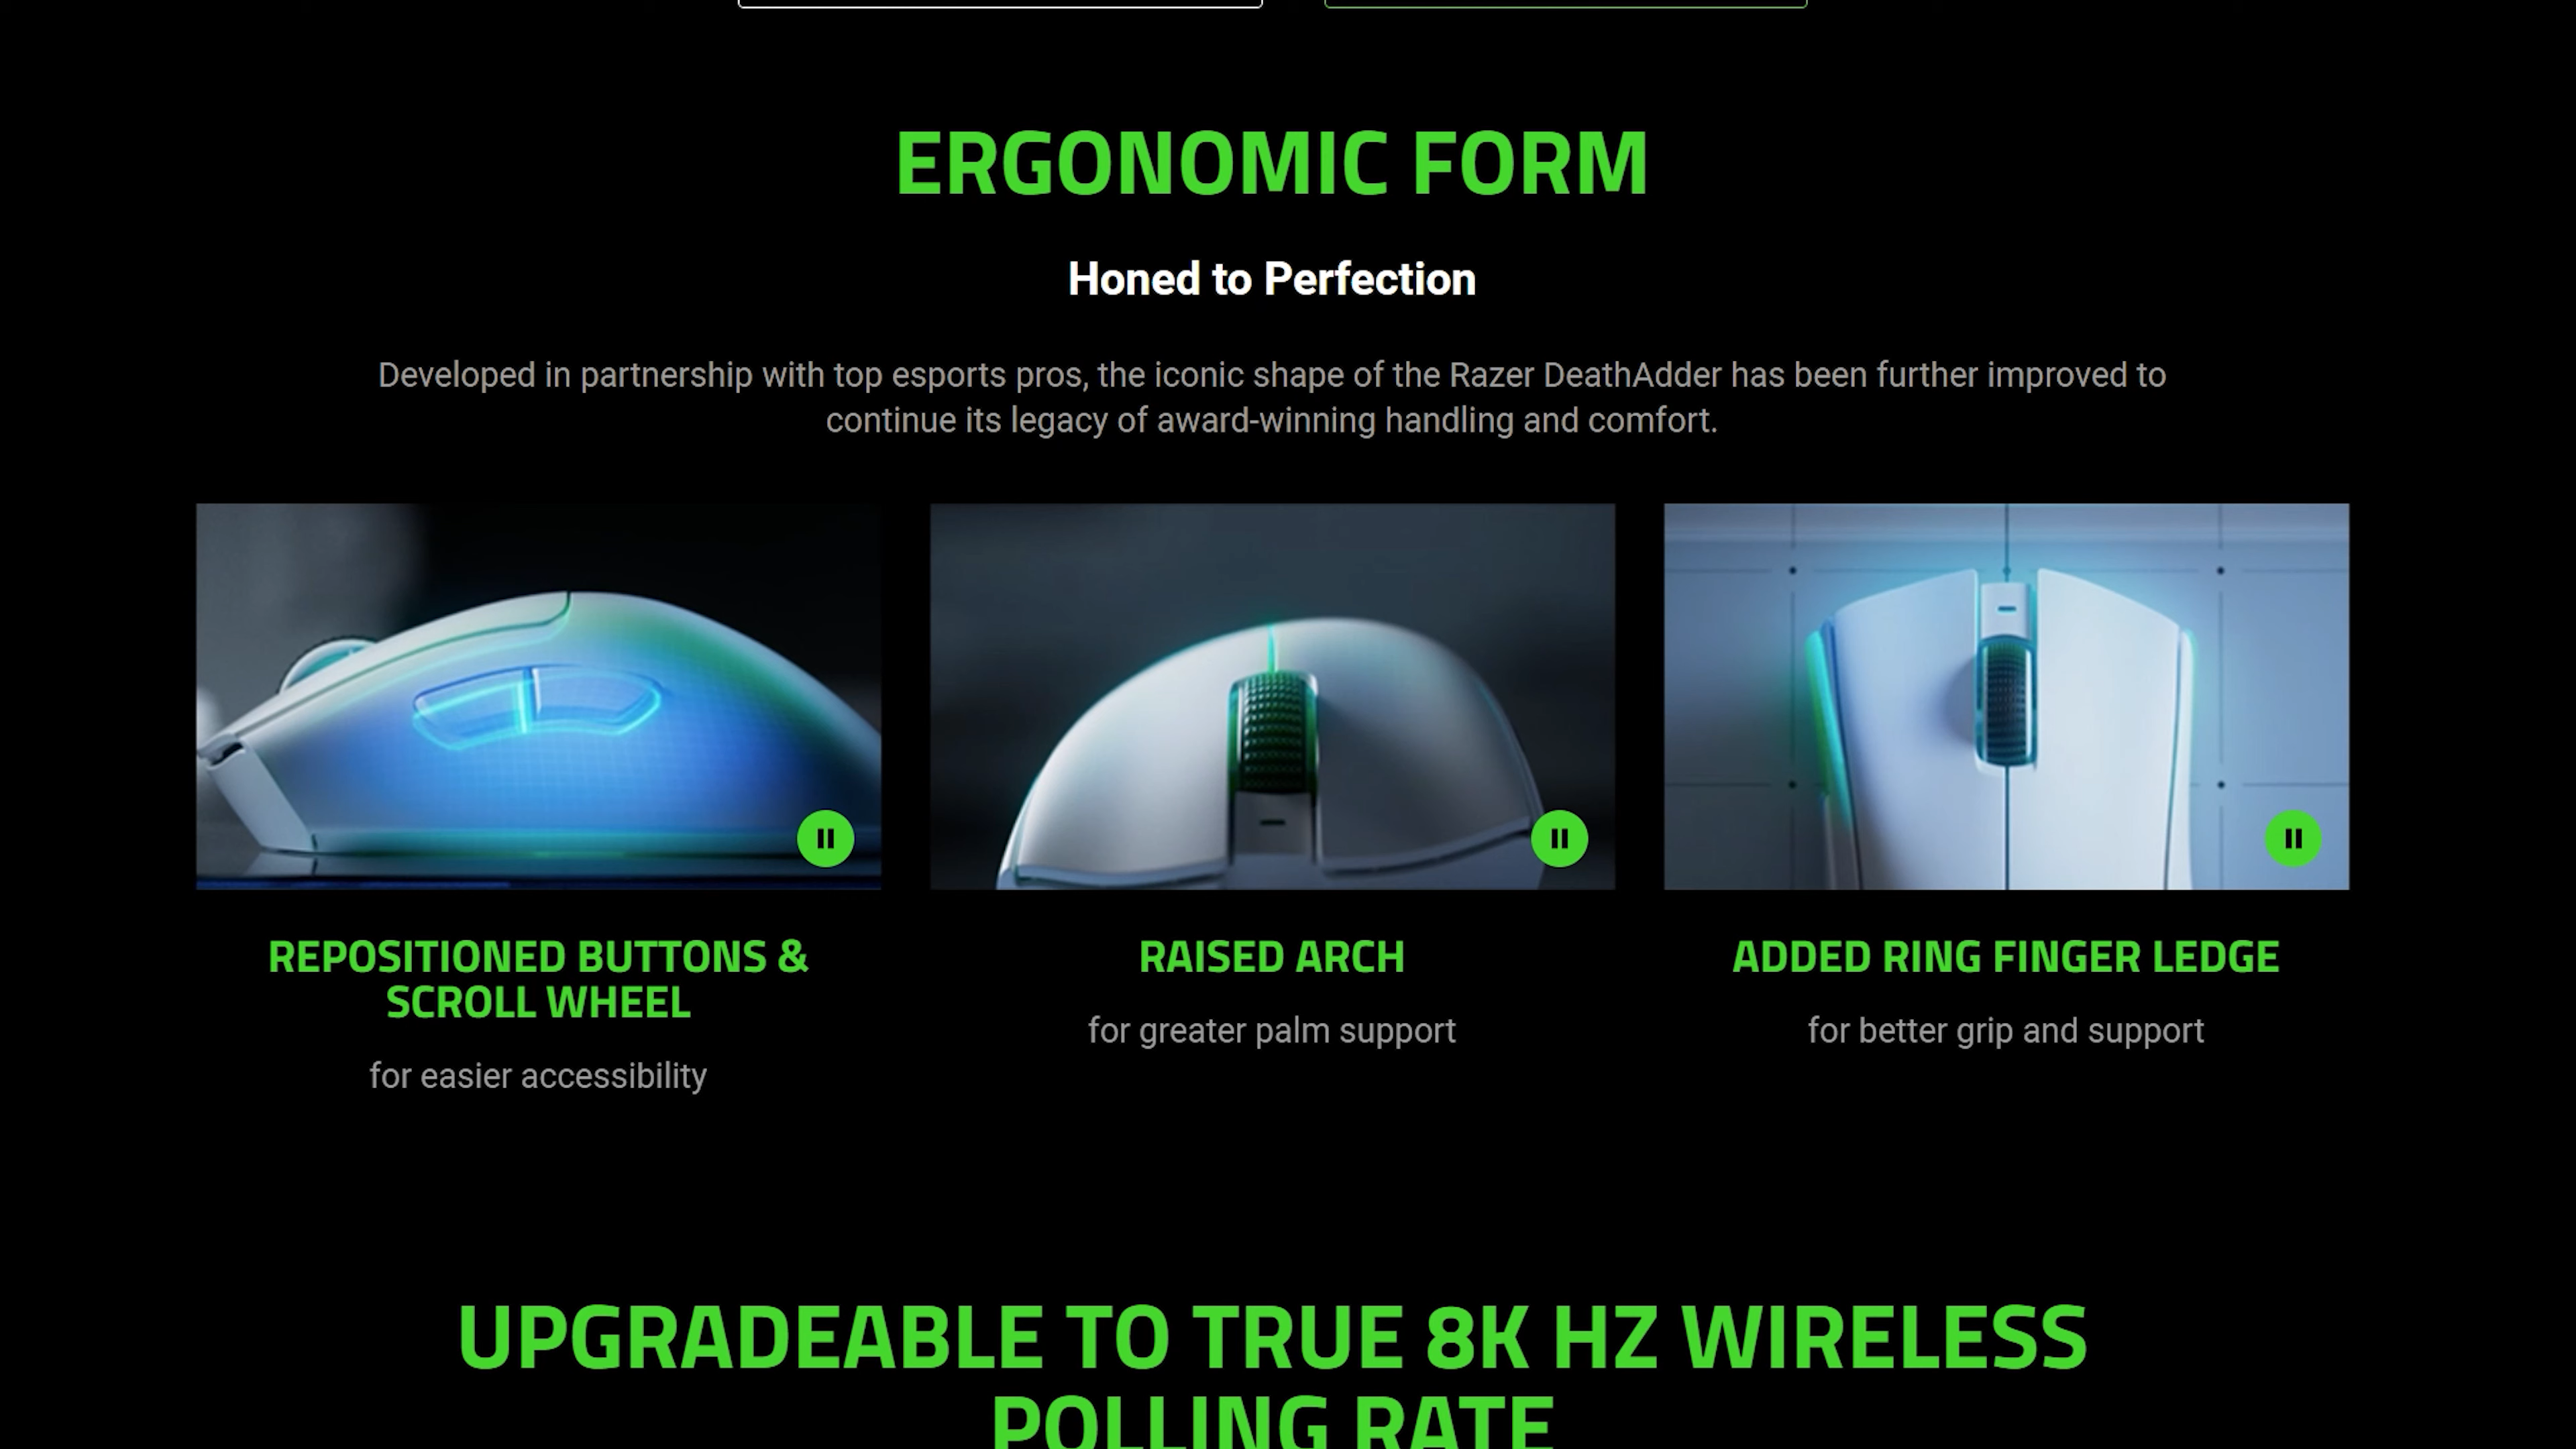 ERGONOMIC FORM
Honed to Perfection
Developed in partnership with top esports pros, the iconic shape of the Razer DeathAdder has been further improved to
continue its legacy of award-winning handling and comfort.
REPOSITIONED BUTTONS &
SCROLL WHEEL
for easier accessibility
RAISED ARCH
for greater palm support
ADDED RING FINGER LEDGE
for better grip and support
UPGRADEABLE TO TRUE 8K HZ WIRELESS
POLLING RATE